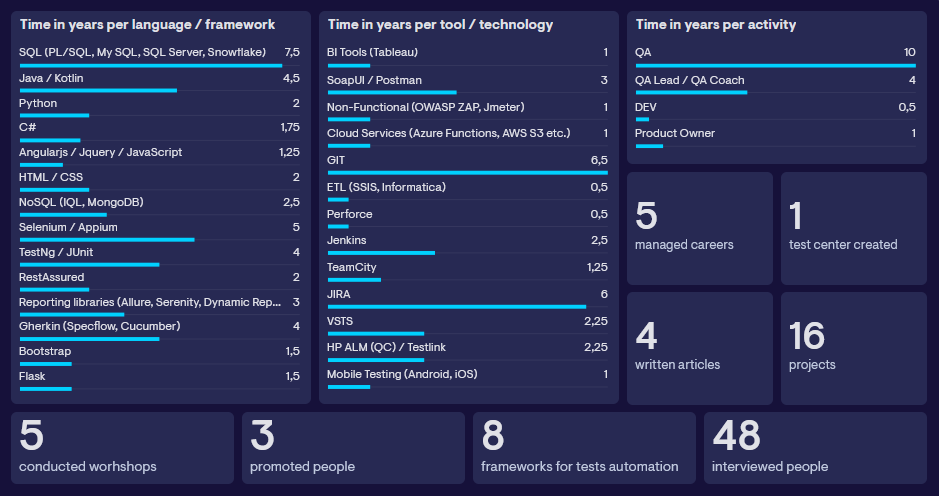 Time in years per language / framework
SQL (PL/SQL, My SQL, SQL Server, Snowflake) 7,5
Java / Kotlin 4,5
Python 2
C# 1,75
Angularjs / Jquery / JavaScript 1,25
HTML / CSS 2
NoSQL (IQL, MongoDB) 2,5
Selenium / Appium 5
TestNg / JUnit 4
RestAssured 2
Reporting libraries (Allure, Serenity, Dynamic Rep... 3
Gherkin (Specflow, Cucumber) 4
Bootstrap 1,5
Flask 1,5
Time in years per tool / technology
BI Tools (Tableau) 1
SoapUI / Postman 3
Non-Functional (OWASP ZAP, Jmeter) 1
Cloud Services (Azure Functions, AWS S3 etc.) 1
GIT 6,5
ETL (SSIS, Informatica) 0,5
Perforce 0,5
Jenkins 2,5
TeamCity 1,25
JIRA 6
VSTS 2,25
HP ALM (QC) / Testlink 2,25
Mobile Testing (Android, iOS) 1
Time in years per activity
QA 10
QA Lead / QA Coach 4
DEV 0,5
Product Owner 1
5
managed careers
1
test center created
4
written articles
16
projects
5
conducted worhshops
3
promoted people
8
frameworks for tests automation
48
interviewed people